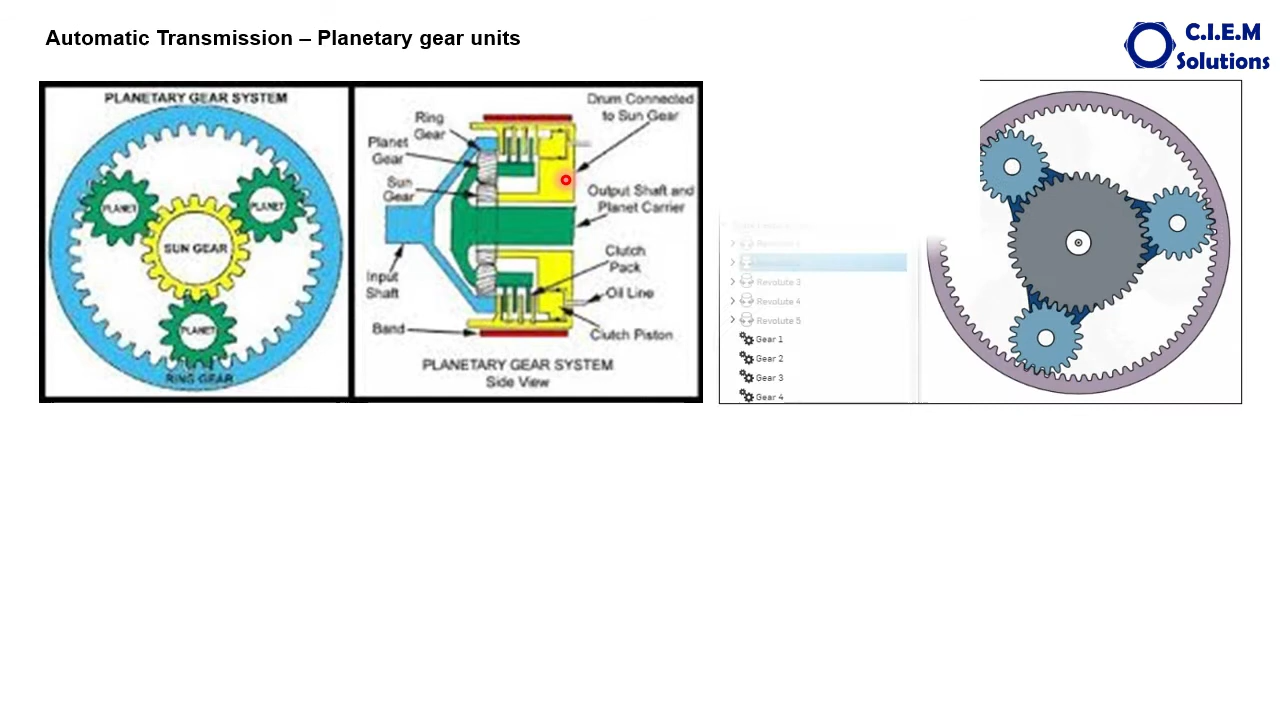 Automatic Transmission – Planetary gear units
C.I.E.M
Solutions
PLANETARY GEAR SYSTEM
PLANET
PLANET
SUN GEAR
PLANET
RING GEAR
Drum Connected
to Sun Gear
Ring
Gear
Planet
Gear
Sun
Gear
Output Shaft and
Planet Carrier
Clutch
Pack
Input
Shaft
Oil Line
Band
Clutch Piston
PLANETARY GEAR SYSTEM
Side View
Revolute 3
Revolute 4
Revolute 5
Gear 1
Gear 2
Gear 3
Gear 4